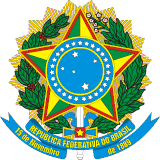 REPÚBLICA FEDERATIVA DO BRASIL
15 de Novembro
de 1889